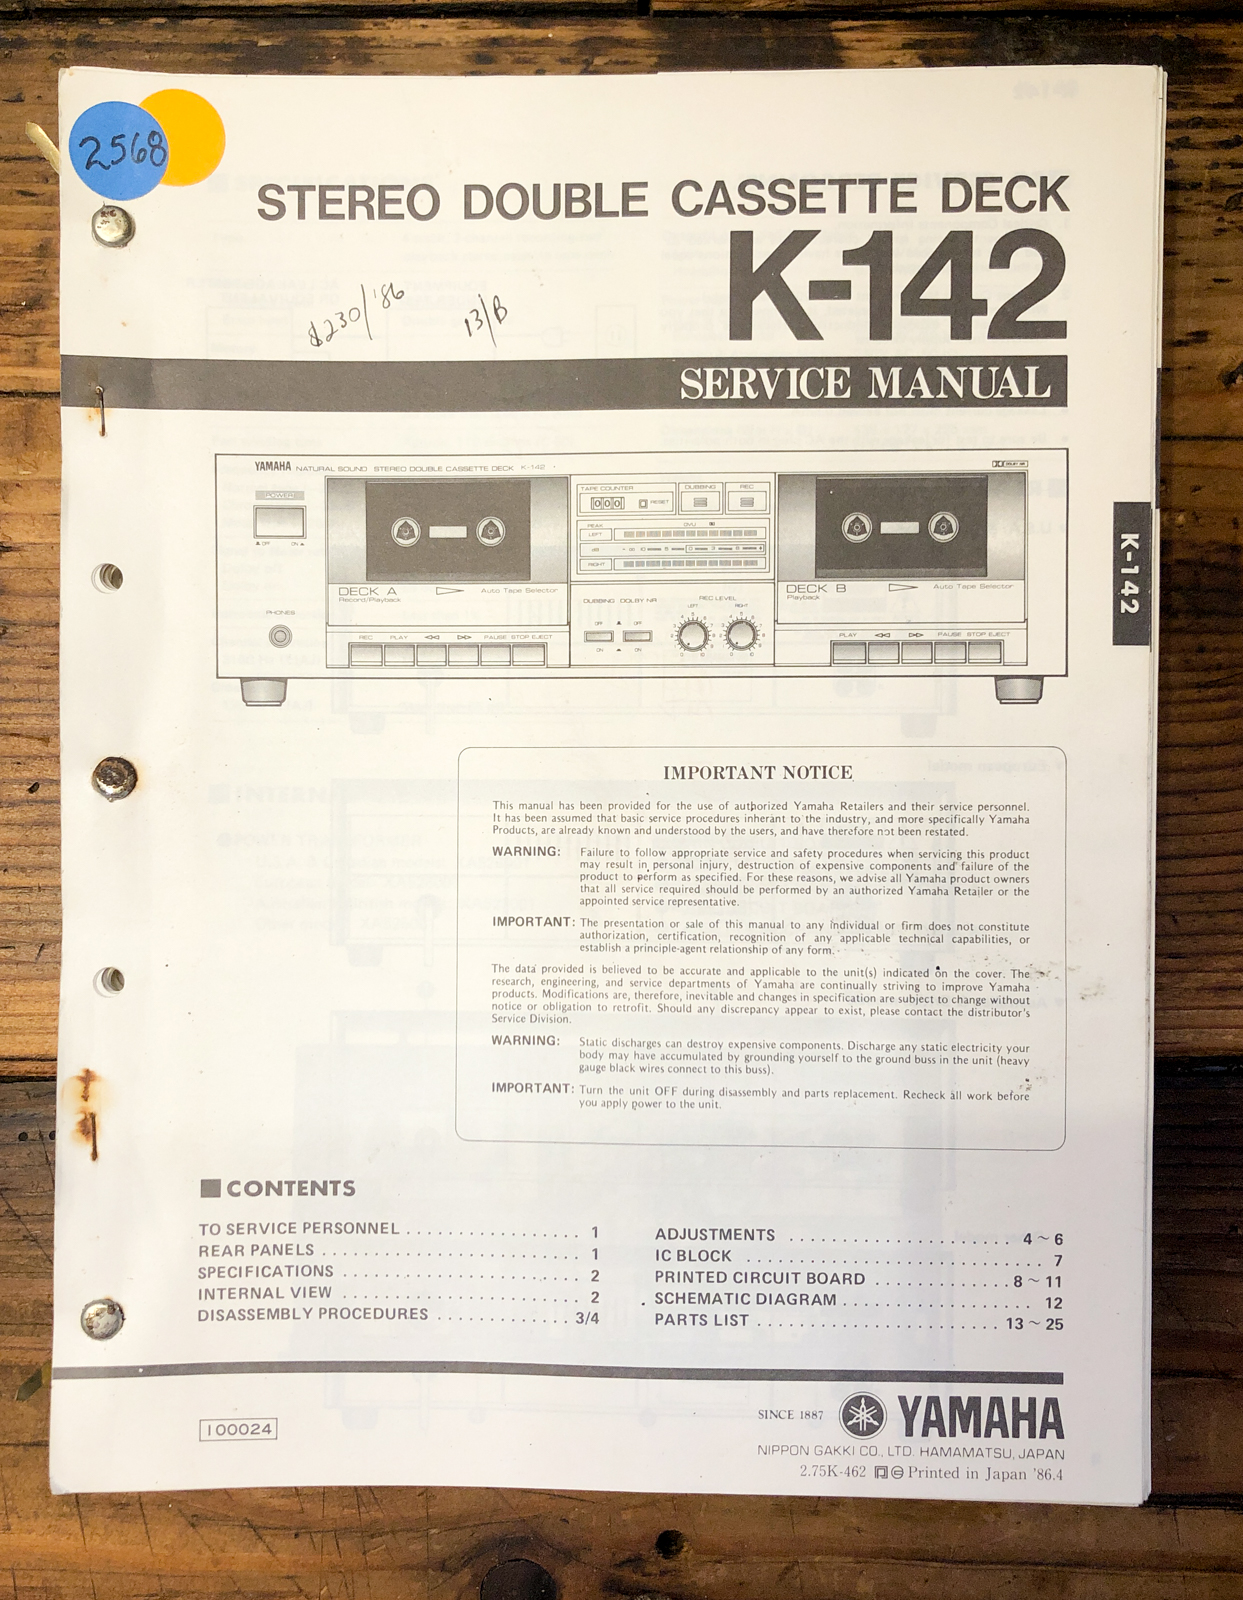 2568
STEREO DOUBLE CASSETTE DECK
K-142
$230/'86
13/B
SERVICE MANUAL
YAMAHA NATURAL SOUND STEREO DOUBLE CASSETTE DECK K-142
DOLBY NR
POWER
OFF ON
PHONES
TAPE COUNTER
000 RESET
DUBBING
REC
PEAK
LEFT
dB
RIGHT
DECK A
Record/Playback
Auto Tape Selector
DECK B
Playback
Auto Tape Selector
DUBBING DOLBY NR
REC LEVEL
LEFT RIGHT
OFF OFF
ON ON
REC PLAY PAUSE STOP EJECT
PLAY PAUSE STOP EJECT
K-142
IMPORTANT NOTICE
This manual has been provided for the use of authorized Yamaha Retailers and their service personnel.
It has been assumed that basic service procedures inherant to the industry, and more specifically Yamaha
Products, are already known and understood by the users, and have therefore not been restated.
WARNING: Failure to follow appropriate service and safety procedures when servicing this product
may result in personal injury, destruction of expensive components and failure of the
product to perform as specified. For these reasons, we advise all Yamaha product owners
that all service required should be performed by an authorized Yamaha Retailer or the
appointed service representative.
IMPORTANT: The presentation or sale of this manual to any individual or firm does not constitute
authorization, certification, recognition of any applicable technical capabilities, or
establish a principle-agent relationship of any form.
The data provided is believed to be accurate and applicable to the unit(s) indicated on the cover. The
research, engineering, and service departments of Yamaha are continually striving to improve Yamaha
products. Modifications are, therefore, inevitable and changes in specification are subject to change without
notice or obligation to retrofit. Should any discrepancy appear to exist, please contact the distributor's
Service Division.
WARNING: Static discharges can destroy expensive components. Discharge any static electricity your
body may have accumulated by grounding yourself to the ground buss in the unit (heavy
gauge black wires connect to this buss).
IMPORTANT: Turn the unit OFF during disassembly and parts replacement. Recheck all work before
you apply power to the unit.
■ CONTENTS
TO SERVICE PERSONNEL . . . . . . . . . . . . . . . . . 1
REAR PANELS . . . . . . . . . . . . . . . . . . . . . . . . . 1
SPECIFICATIONS . . . . . . . . . . . . . . . . . . . . . . . 2
INTERNAL VIEW . . . . . . . . . . . . . . . . . . . . . . . 2
DISASSEMBLY PROCEDURES . . . . . . . . . . . . . 3/4
ADJUSTMENTS . . . . . . . . . . . . . . . . . . . . . . 4 ~ 6
IC BLOCK . . . . . . . . . . . . . . . . . . . . . . . . . . . . 7
PRINTED CIRCUIT BOARD . . . . . . . . . . . . . 8 ~ 11
SCHEMATIC DIAGRAM . . . . . . . . . . . . . . . . . . . 12
PARTS LIST . . . . . . . . . . . . . . . . . . . . . . . . 13 ~ 25
100024
SINCE 1887 YAMAHA
NIPPON GAKKI CO., LTD. HAMAMATSU, JAPAN
2.75K-462 Printed in Japan '86.4